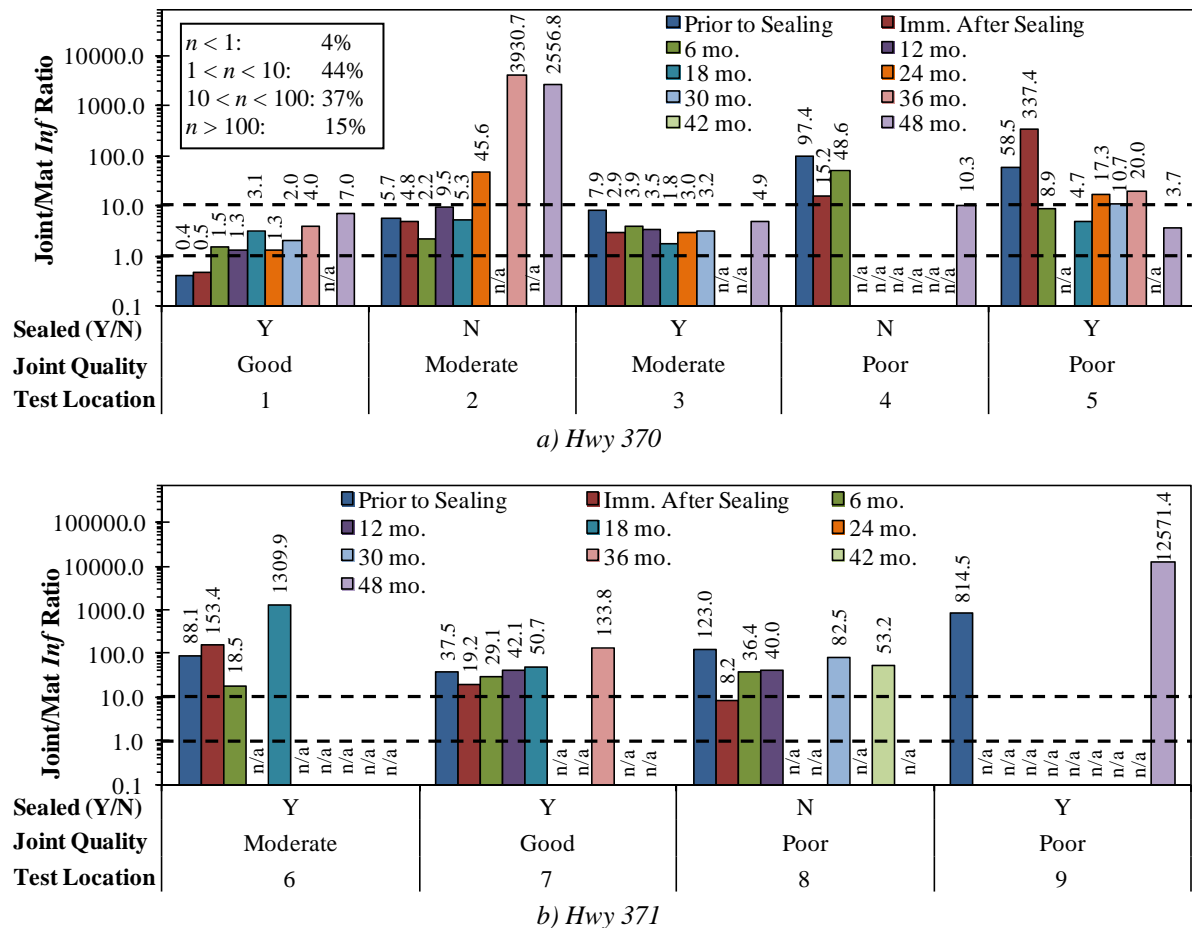 n < 1: 4%
1 < n < 10: 44%
10 < n < 100: 37%
n > 100: 15%
Prior to Sealing Imm. After Sealing
6 mo. 12 mo.
18 mo. 24 mo.
30 mo. 36 mo.
42 mo. 48 mo.
Joint/Mat Inf Ratio
10000.0
1000.0
100.0
10.0
1.0
0.1
0.4 0.5 1.5 1.3 3.1 1.3 2.0 4.0 n/a 7.0
5.7 4.8 2.2 9.5 5.3 45.6 n/a 3930.7 n/a 2556.8
7.9 2.9 3.9 3.5 1.8 3.0 3.2 n/a n/a 4.9
97.4 15.2 48.6 n/a n/a n/a n/a n/a n/a 10.3
58.5 337.4 8.9 n/a 4.7 17.3 10.7 20.0 n/a 3.7
Sealed (Y/N) Y N Y N Y
Joint Quality Good Moderate Moderate Poor Poor
Test Location 1 2 3 4 5
a) Hwy 370
Prior to Sealing Imm. After Sealing 6 mo.
12 mo. 18 mo. 24 mo.
30 mo. 36 mo. 42 mo.
48 mo.
Joint/Mat Inf Ratio
100000.0
10000.0
1000.0
100.0
10.0
1.0
0.1
88.1 153.4 18.5 n/a 1309.9 n/a n/a n/a n/a n/a
37.5 19.2 29.1 42.1 50.7 n/a n/a 133.8 n/a n/a
123.0 8.2 36.4 40.0 n/a n/a 82.5 n/a 53.2 n/a
814.5 n/a n/a n/a n/a n/a n/a n/a 12571.4
Sealed (Y/N) Y Y N Y
Joint Quality Moderate Good Poor Poor
Test Location 6 7 8 9
b) Hwy 371